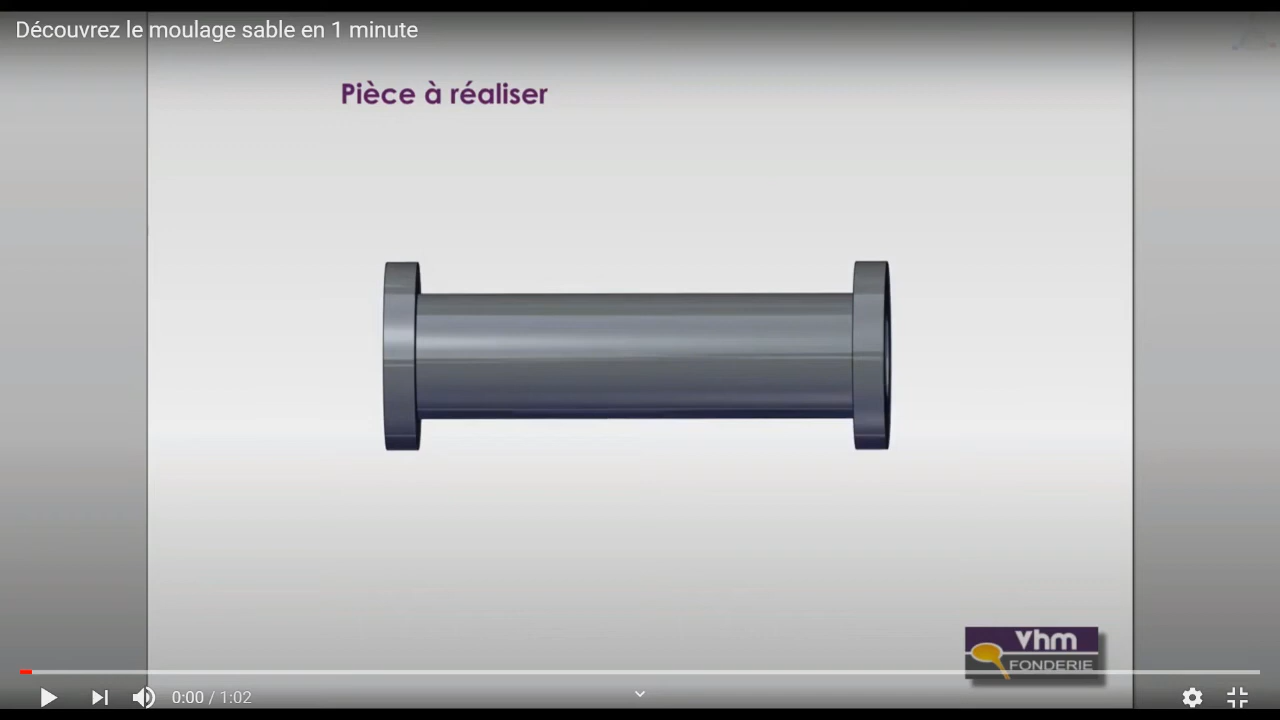 Découvrez le moulage sable en 1 minute
Pièce à réaliser
Vhm
FONDERIE
0:00 / 1:02